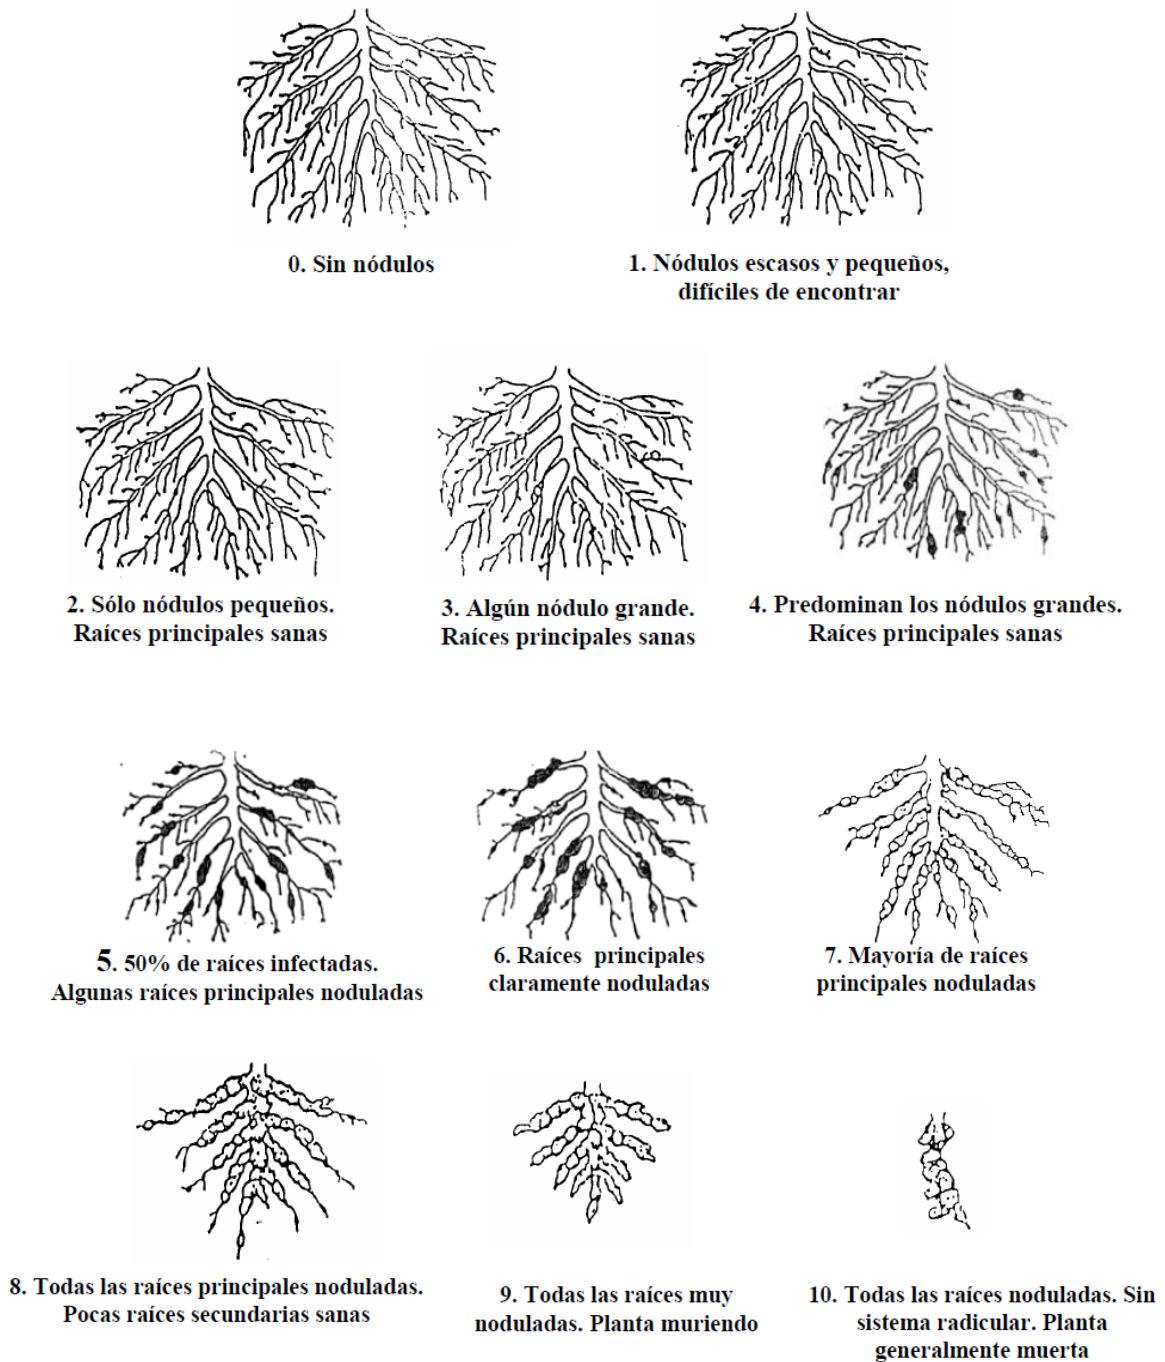 0. Sin nódulos
1. Nódulos escasos y pequeños,
difíciles de encontrar
2. Sólo nódulos pequeños.
Raíces principales sanas
3. Algún nódulo grande.
Raíces principales sanas
4. Predominan los nódulos grandes.
Raíces principales sanas
5. 50% de raíces infectadas.
Algunas raíces principales noduladas
6. Raíces principales
claramente noduladas
7. Mayoría de raíces
principales noduladas
8. Todas las raíces principales noduladas.
Pocas raíces secundarias sanas
9. Todas las raíces muy
noduladas. Planta muriendo
10. Todas las raíces noduladas. Sin
sistema radicular. Planta
generalmente muerta